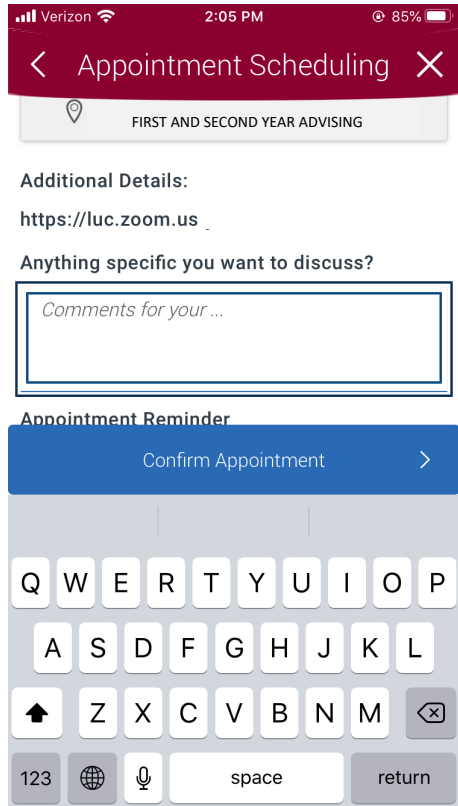 Verizon 2:05 PM 85%
Appointment Scheduling
FIRST AND SECOND YEAR ADVISING
Additional Details:
https://luc.zoom.us
Anything specific you want to discuss?
Comments for your ...
Appointment Reminder
Confirm Appointment
Q W E R T Y U I O P
A S D F G H J K L
Z X C V B N M
123 space return